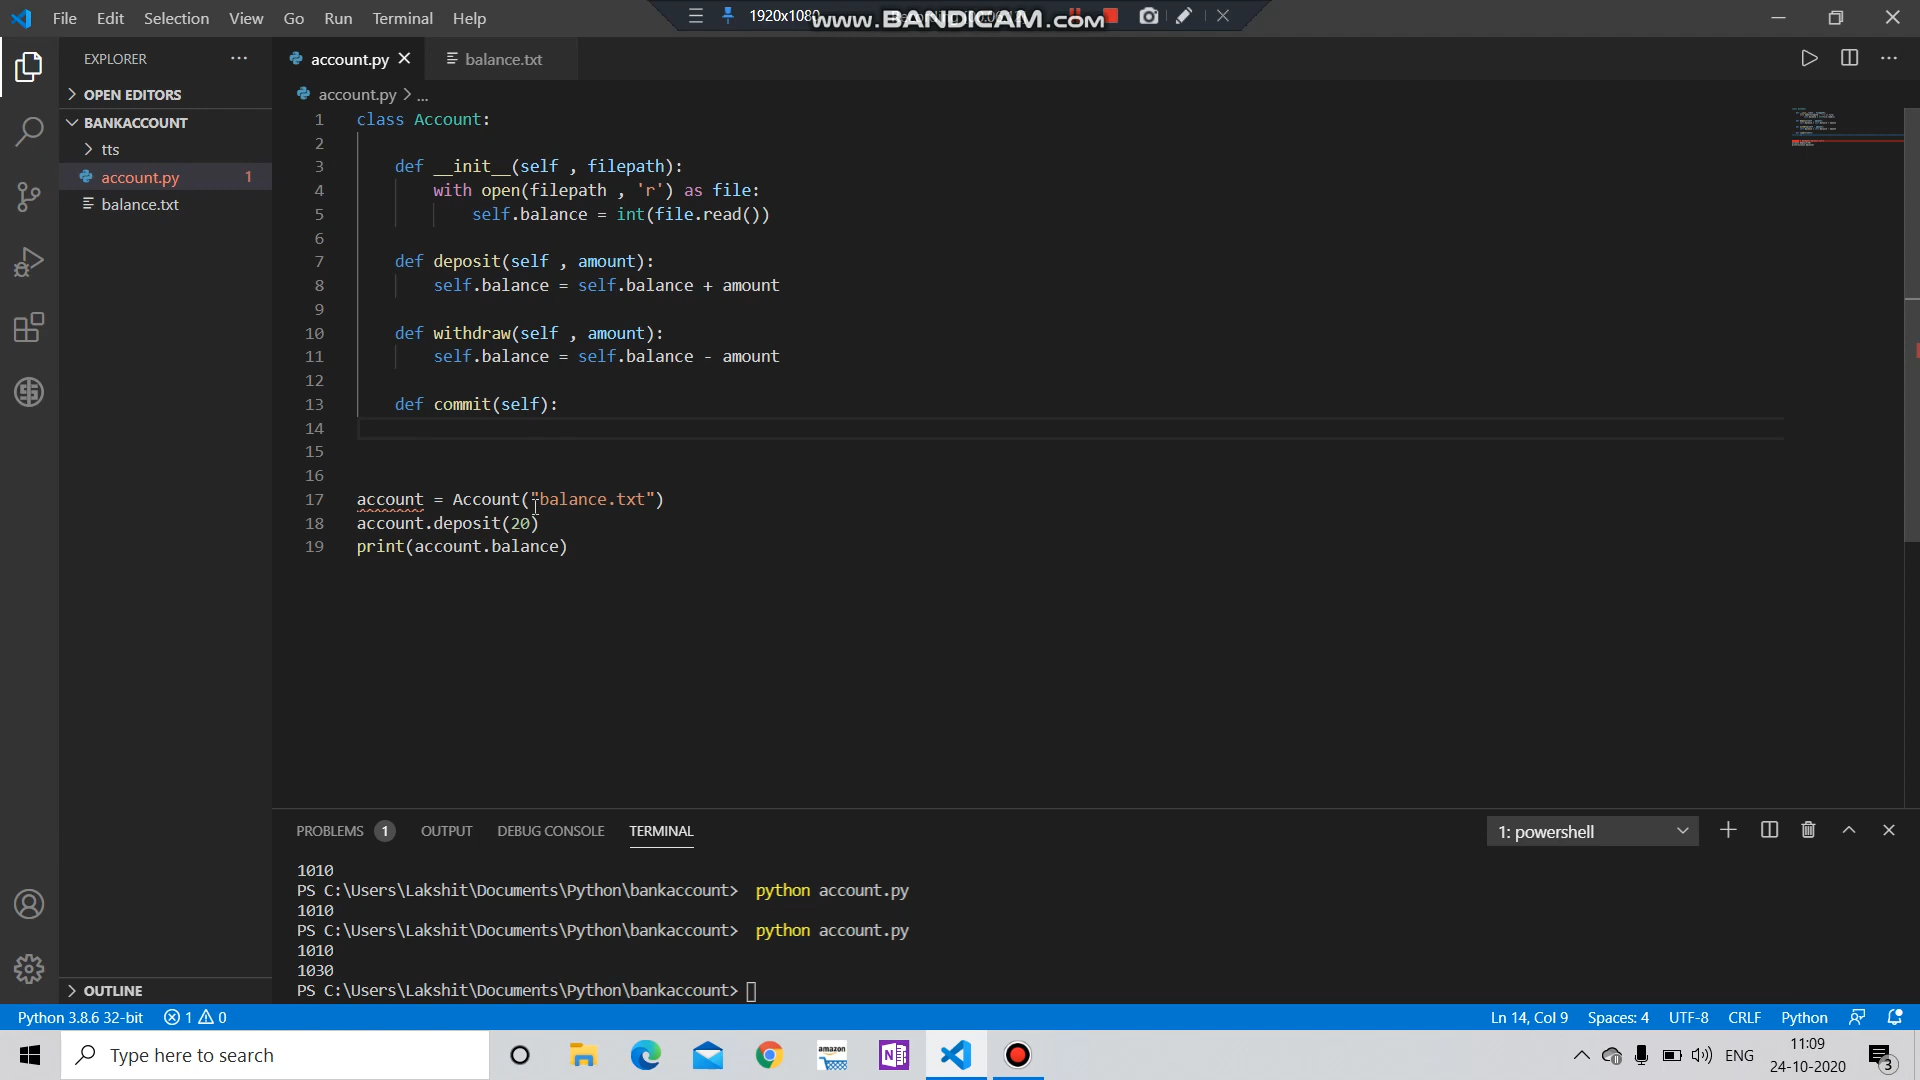 File Edit Selection View Go Run Terminal Help
1920x1080
www.BANDICAM.com
EXPLORER
account.py
balance.txt
OPEN EDITORS
account.py > ...
BANKACCOUNT
tts
account.py 1
balance.txt
1 class Account:
2
3 def __init__(self , filepath):
4 with open(filepath , 'r') as file:
5 self.balance = int(file.read())
6
7 def deposit(self , amount):
8 self.balance = self.balance + amount
9
10 def withdraw(self , amount):
11 self.balance = self.balance - amount
12
13 def commit(self):
14
15
16
17 account = Account("balance.txt")
18 account.deposit(20)
19 print(account.balance)
PROBLEMS 1 OUTPUT DEBUG CONSOLE TERMINAL
1: powershell
1010
PS C:\Users\Lakshit\Documents\Python\bankaccount> python account.py
1010
PS C:\Users\Lakshit\Documents\Python\bankaccount> python account.py
1010
1030
PS C:\Users\Lakshit\Documents\Python\bankaccount>
OUTLINE
Python 3.8.6 32-bit 1 0
Ln 14, Col 9 Spaces: 4 UTF-8 CRLF Python
Type here to search
amazon
N
ENG
11:09
24-10-2020
3